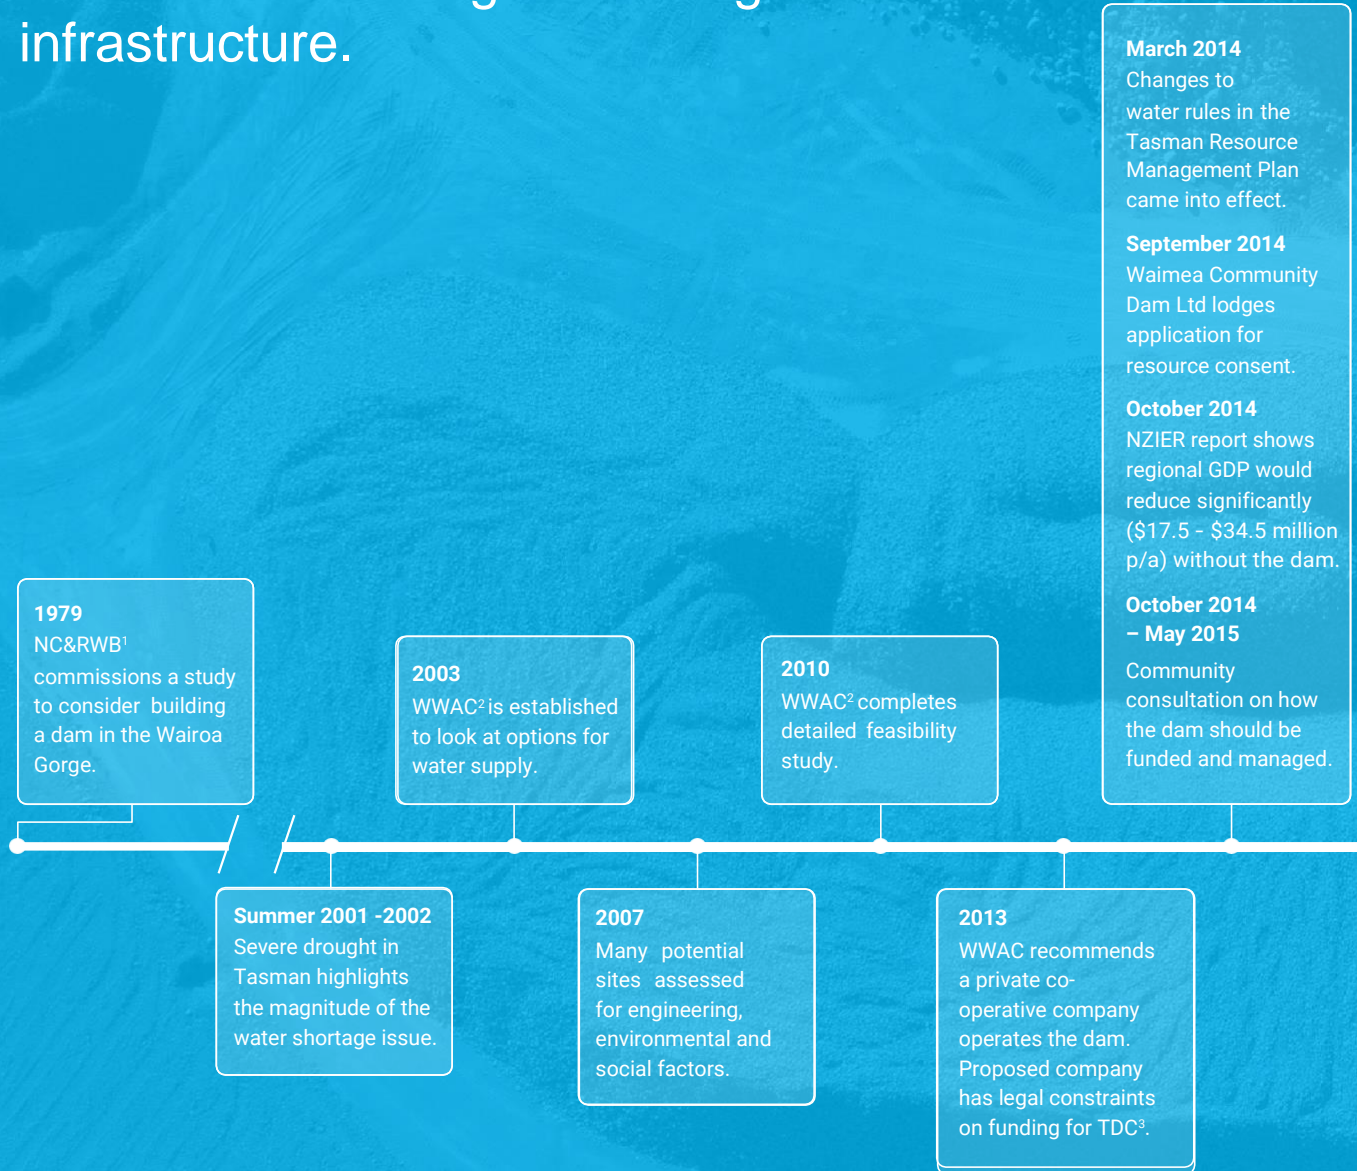 infrastructure.
1979
NC&RWB¹
commissions a study
to consider building
a dam in the Wairoa
Gorge.
Summer 2001 -2002
Severe drought in
Tasman highlights
the magnitude of the
water shortage issue.
2003
WWAC² is established
to look at options for
water supply.
2007
Many potential
sites assessed
for engineering,
environmental and
social factors.
2010
WWAC² completes
detailed feasibility
study.
2013
WWAC recommends
a private co-
operative company
operates the dam.
Proposed company
has legal constraints
on funding for TDC³.
March 2014
Changes to
water rules in the
Tasman Resource
Management Plan
came into effect.
September 2014
Waimea Community
Dam Ltd lodges
application for
resource consent.
October 2014
NZIER report shows
regional GDP would
reduce significantly
($17.5 - $34.5 million
p/a) without the dam.
October 2014
– May 2015
Community
consultation on how
the dam should be
funded and managed.